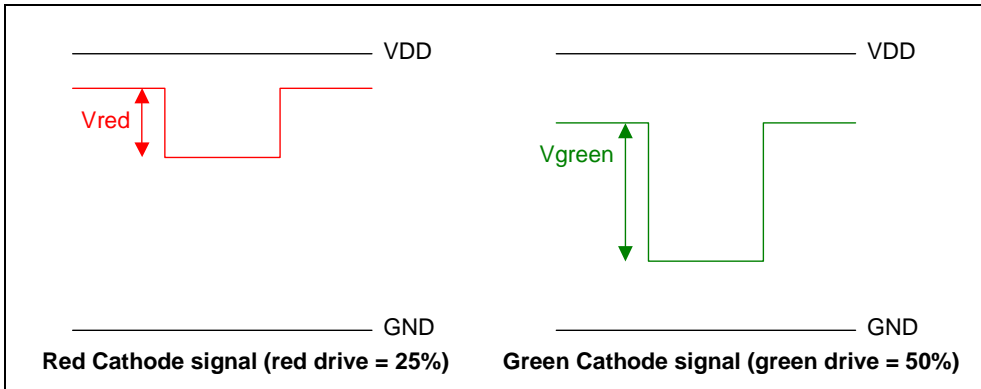 VDD
Vred
GND
Red Cathode signal (red drive = 25%)
VDD
Vgreen
GND
Green Cathode signal (green drive = 50%)